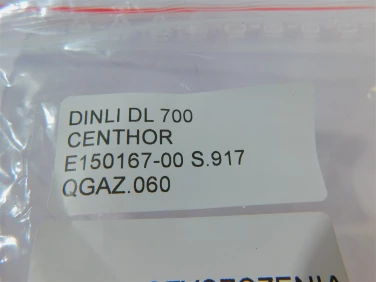 DINLI DL 700
CENTHOR
E150167-00 S.917
QGAZ.060